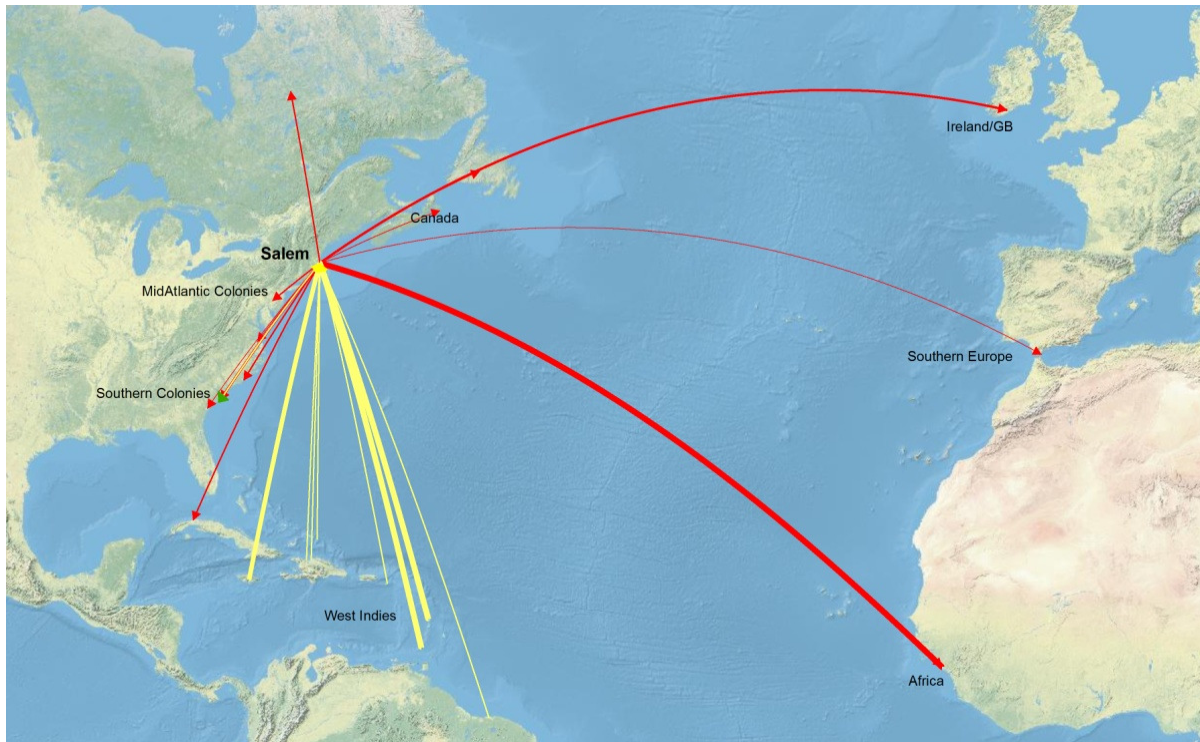 Ireland/GB
Canada
Salem
MidAtlantic Colonies
Southern Europe
Southern Colonies
West Indies
Africa